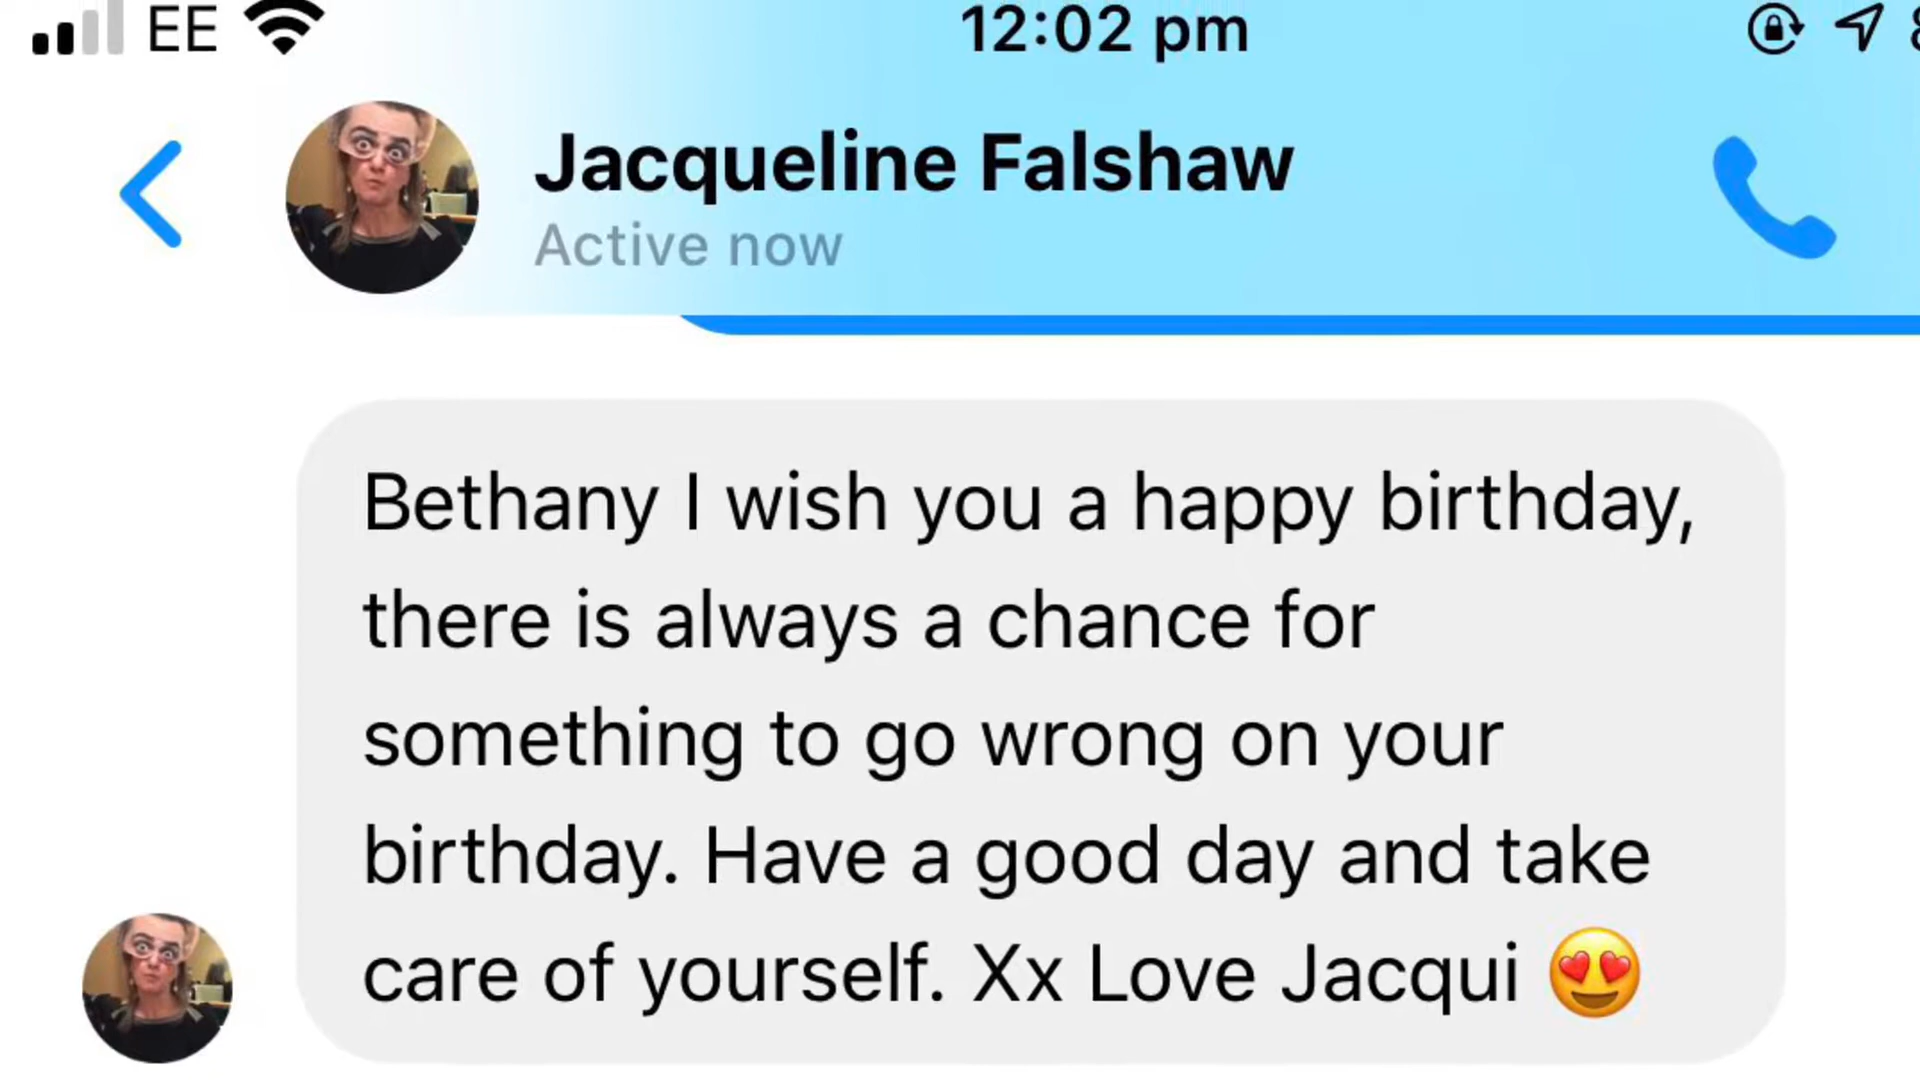 EE 12:02 pm
Jacqueline Falshaw
Active now
Bethany I wish you a happy birthday,
there is always a chance for
something to go wrong on your
birthday. Have a good day and take
care of yourself. Xx Love Jacqui 😍